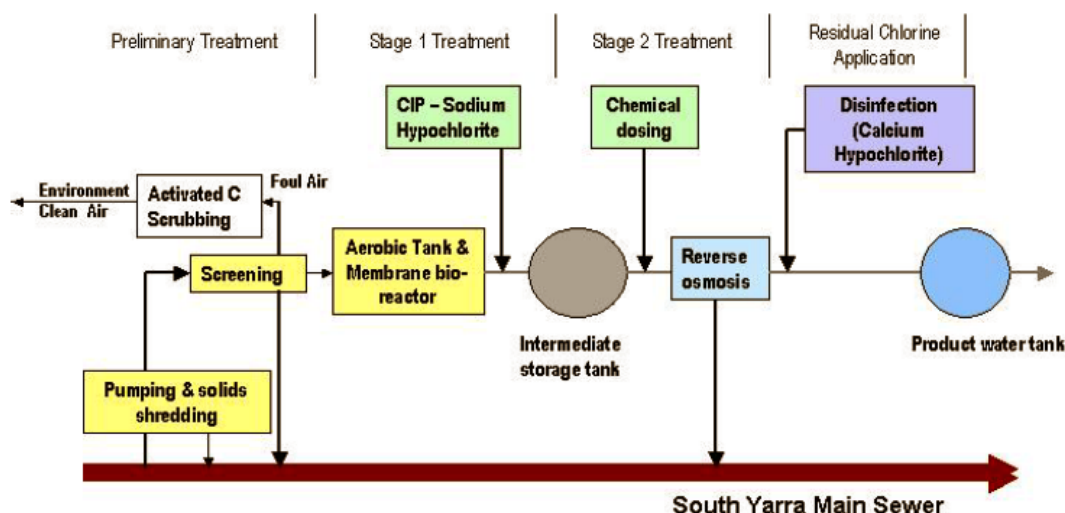 Preliminary Treatment
Stage 1 Treatment
Stage 2 Treatment
Residual Chlorine
Application
CIP – Sodium
Hypochlorite
Chemical
dosing
Disinfection
(Calcium
Hypochlorite)
Environment
Clean Air
Activated C
Scrubbing
Foul Air
Screening
Aerobic Tank &
Membrane bio-
reactor
Reverse
osmosis
Intermediate
storage tank
Product water tank
Pumping & solids
shredding
South Yarra Main Sewer